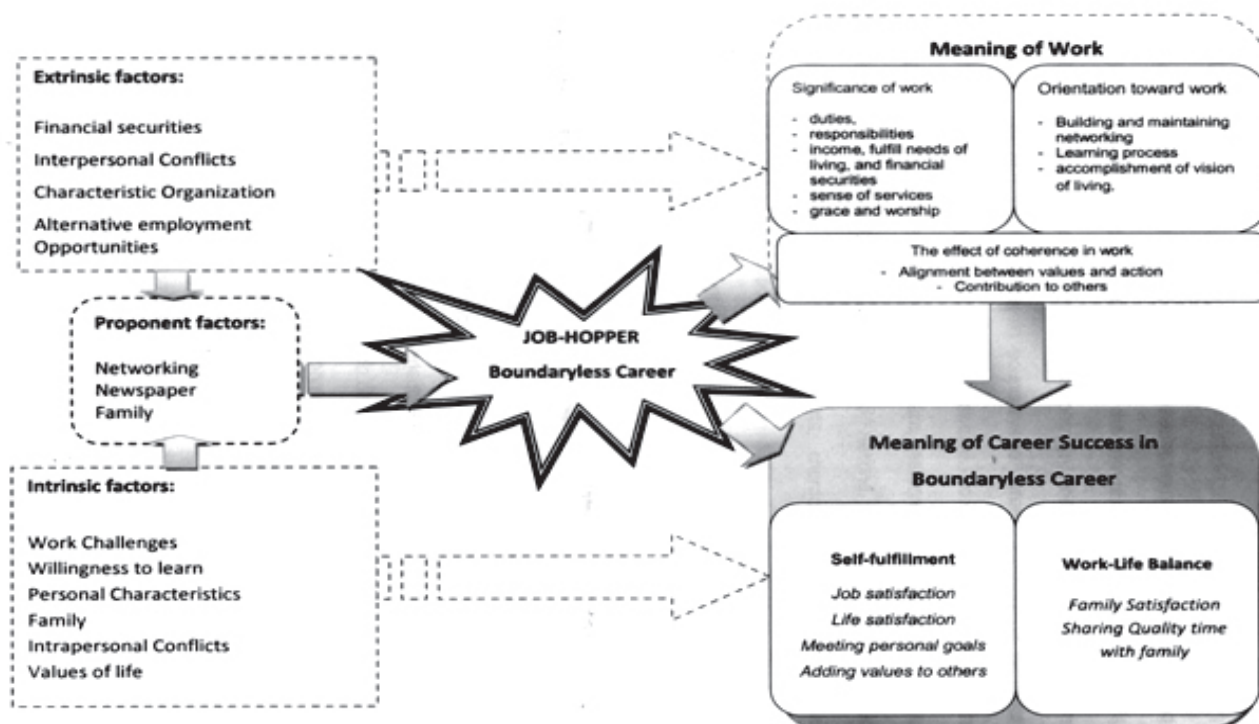 Extrinsic factors:
Financial securities
Interpersonal Conflicts
Characteristic Organization
Alternative employment
Opportunities
Proponent factors:
Networking
Newspaper
Family
Intrinsic factors:
Work Challenges
Willingness to learn
Personal Characteristics
Family
Intrapersonal Conflicts
Values of life
JOB-HOPPER
Boundaryless Career
Meaning of Work
Significance of work
- duties,
- responsibilities
- income, fulfill needs of
living, and financial
securities
- sense of services
- grace and worship
Orientation toward work
- Building and maintaining
networking
- Learning process
- accomplishment of vision
of living.
The effect of coherence in work
- Alignment between values and action
- Contribution to others
Meaning of Career Success in
Boundaryless Career
Self-fulfillment
Job satisfaction
Life satisfaction
Meeting personal goals
Adding values to others
Work-Life Balance
Family Satisfaction
Sharing Quality time
with family